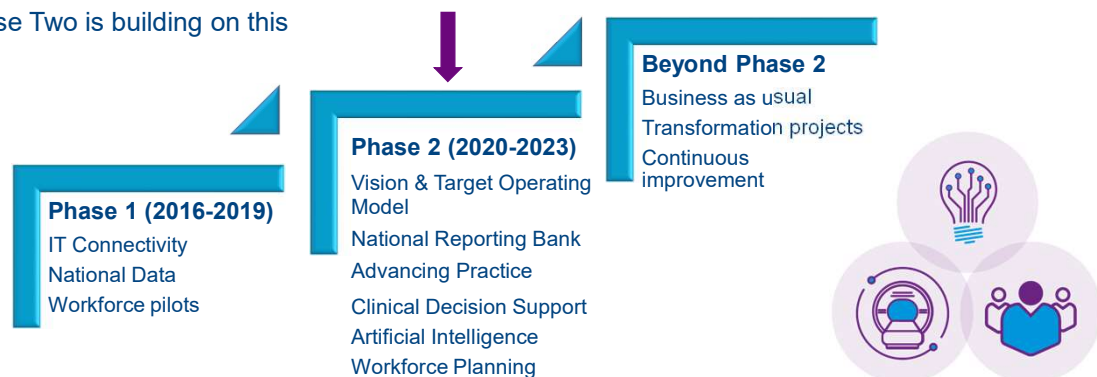 se Two is building on this
Phase 1 (2016-2019)
IT Connectivity
National Data
Workforce pilots
Phase 2 (2020-2023)
Vision & Target Operating
Model
National Reporting Bank
Advancing Practice
Clinical Decision Support
Artificial Intelligence
Workforce Planning
Beyond Phase 2
Business as usual
Transformation projects
Continuous
improvement